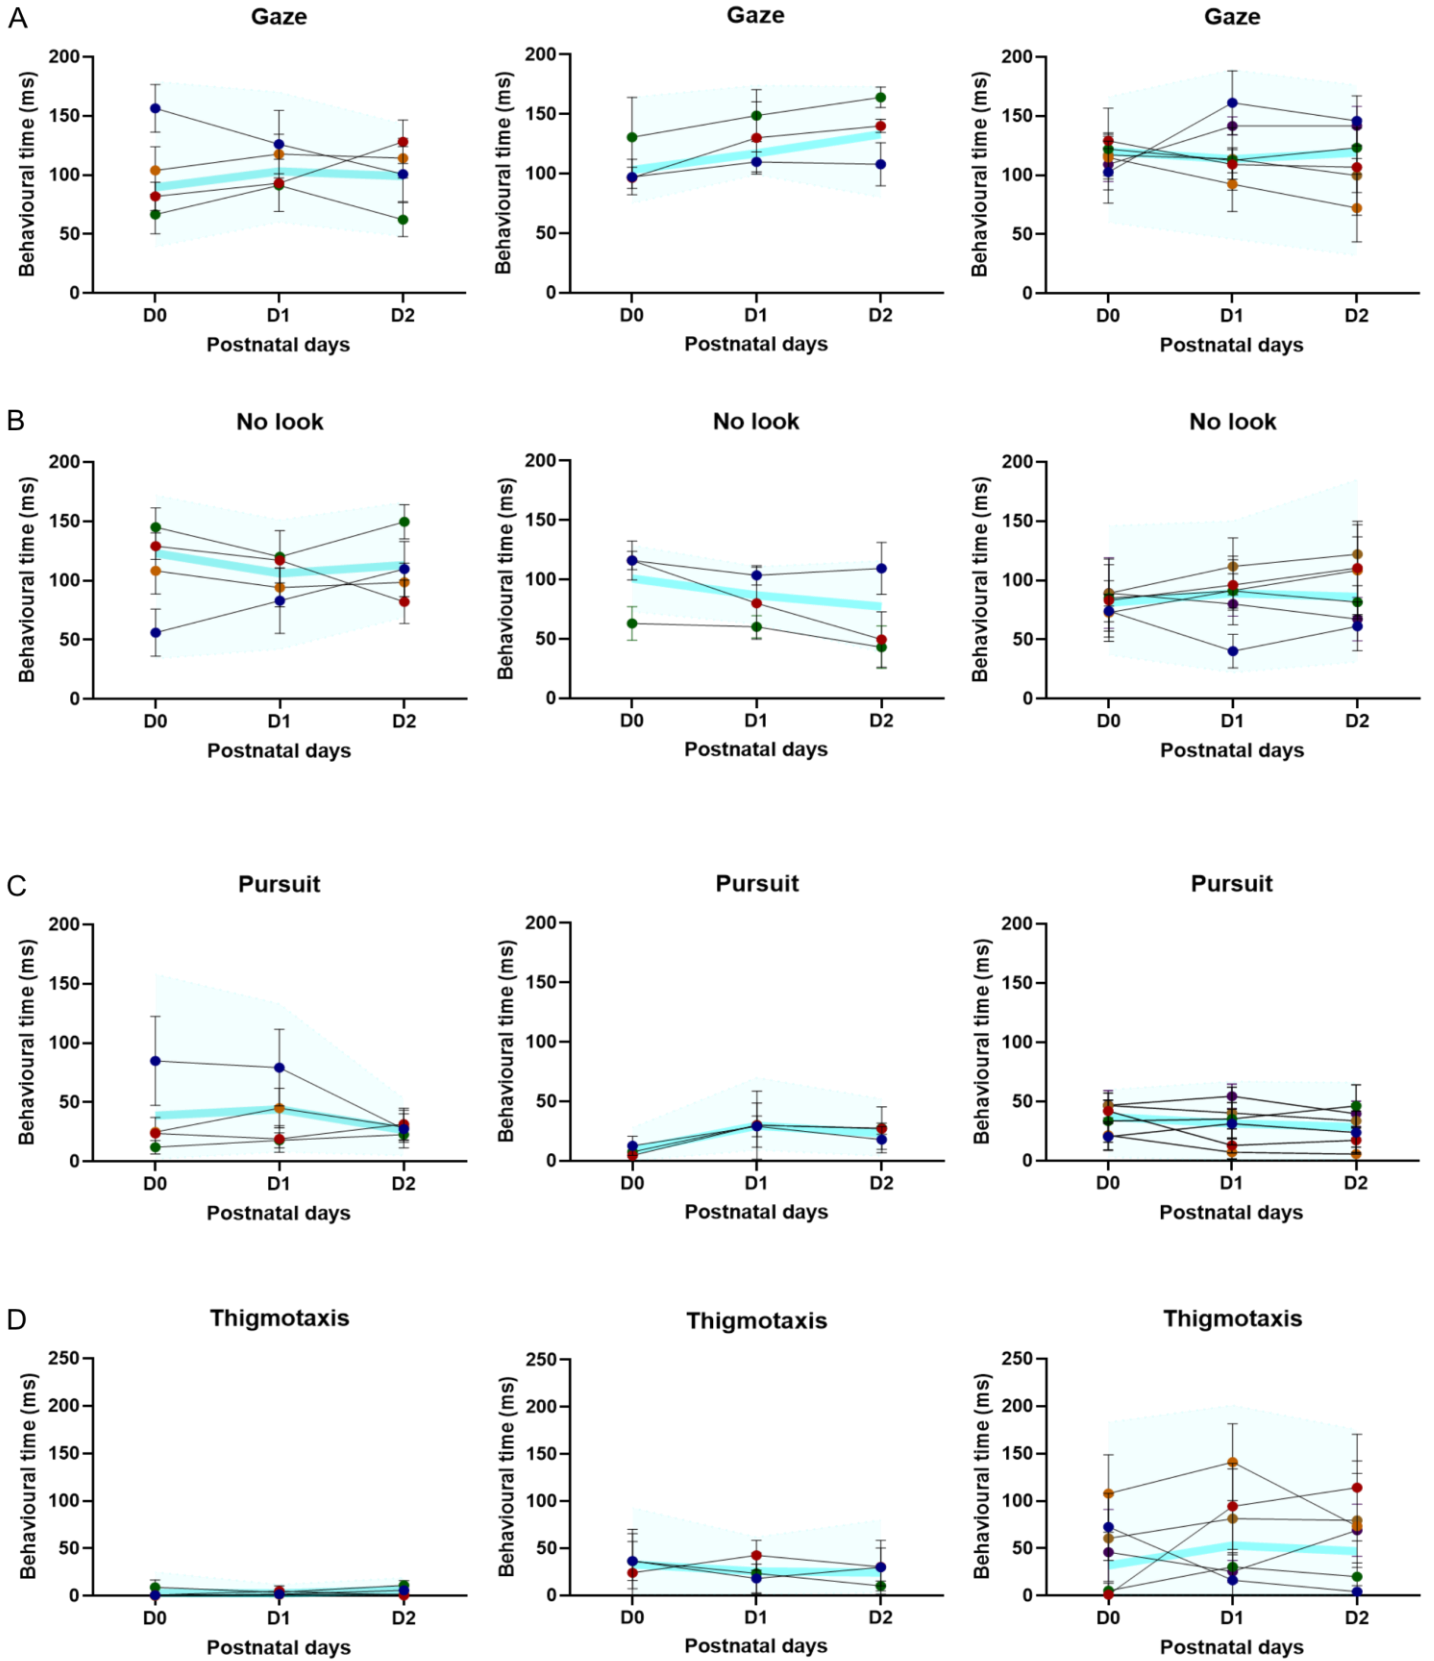 A
Gaze
Gaze
Gaze
Behavioural time (ms)
200
150
100
50
0
D0 D1 D2
Postnatal days
Behavioural time (ms)
200
150
100
50
0
D0 D1 D2
Postnatal days
Behavioural time (ms)
200
150
100
50
0
D0 D1 D2
Postnatal days
B
No look
No look
No look
Behavioural time (ms)
200
150
100
50
0
D0 D1 D2
Postnatal days
Behavioural time (ms)
200
150
100
50
0
D0 D1 D2
Postnatal days
Behavioural time (ms)
200
150
100
50
0
D0 D1 D2
Postnatal days
C
Pursuit
Pursuit
Pursuit
Behavioural time (ms)
200
150
100
50
0
D0 D1 D2
Postnatal days
Behavioural time (ms)
200
150
100
50
0
D0 D1 D2
Postnatal days
Behavioural time (ms)
200
150
100
50
0
D0 D1 D2
Postnatal days
D
Thigmotaxis
Thigmotaxis
Thigmotaxis
Behavioural time (ms)
250
200
150
100
50
0
D0 D1 D2
Postnatal days
Behavioural time (ms)
250
200
150
100
50
0
D0 D1 D2
Postnatal days
Behavioural time (ms)
250
200
150
100
50
0
D0 D1 D2
Postnatal days